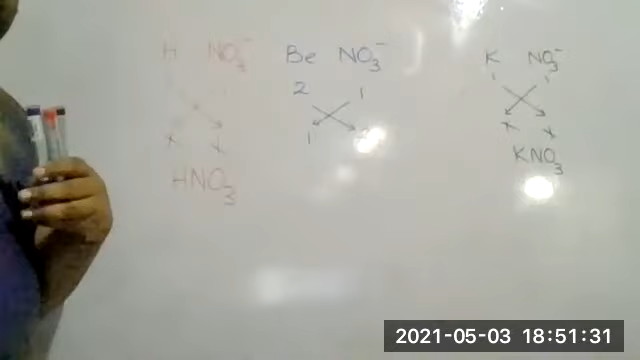 H NO₃⁻ Be NO₃⁻ K NO₃⁻
2 1 1 1
1
HNO₃ KNO₃
2021-05-03 18:51:31